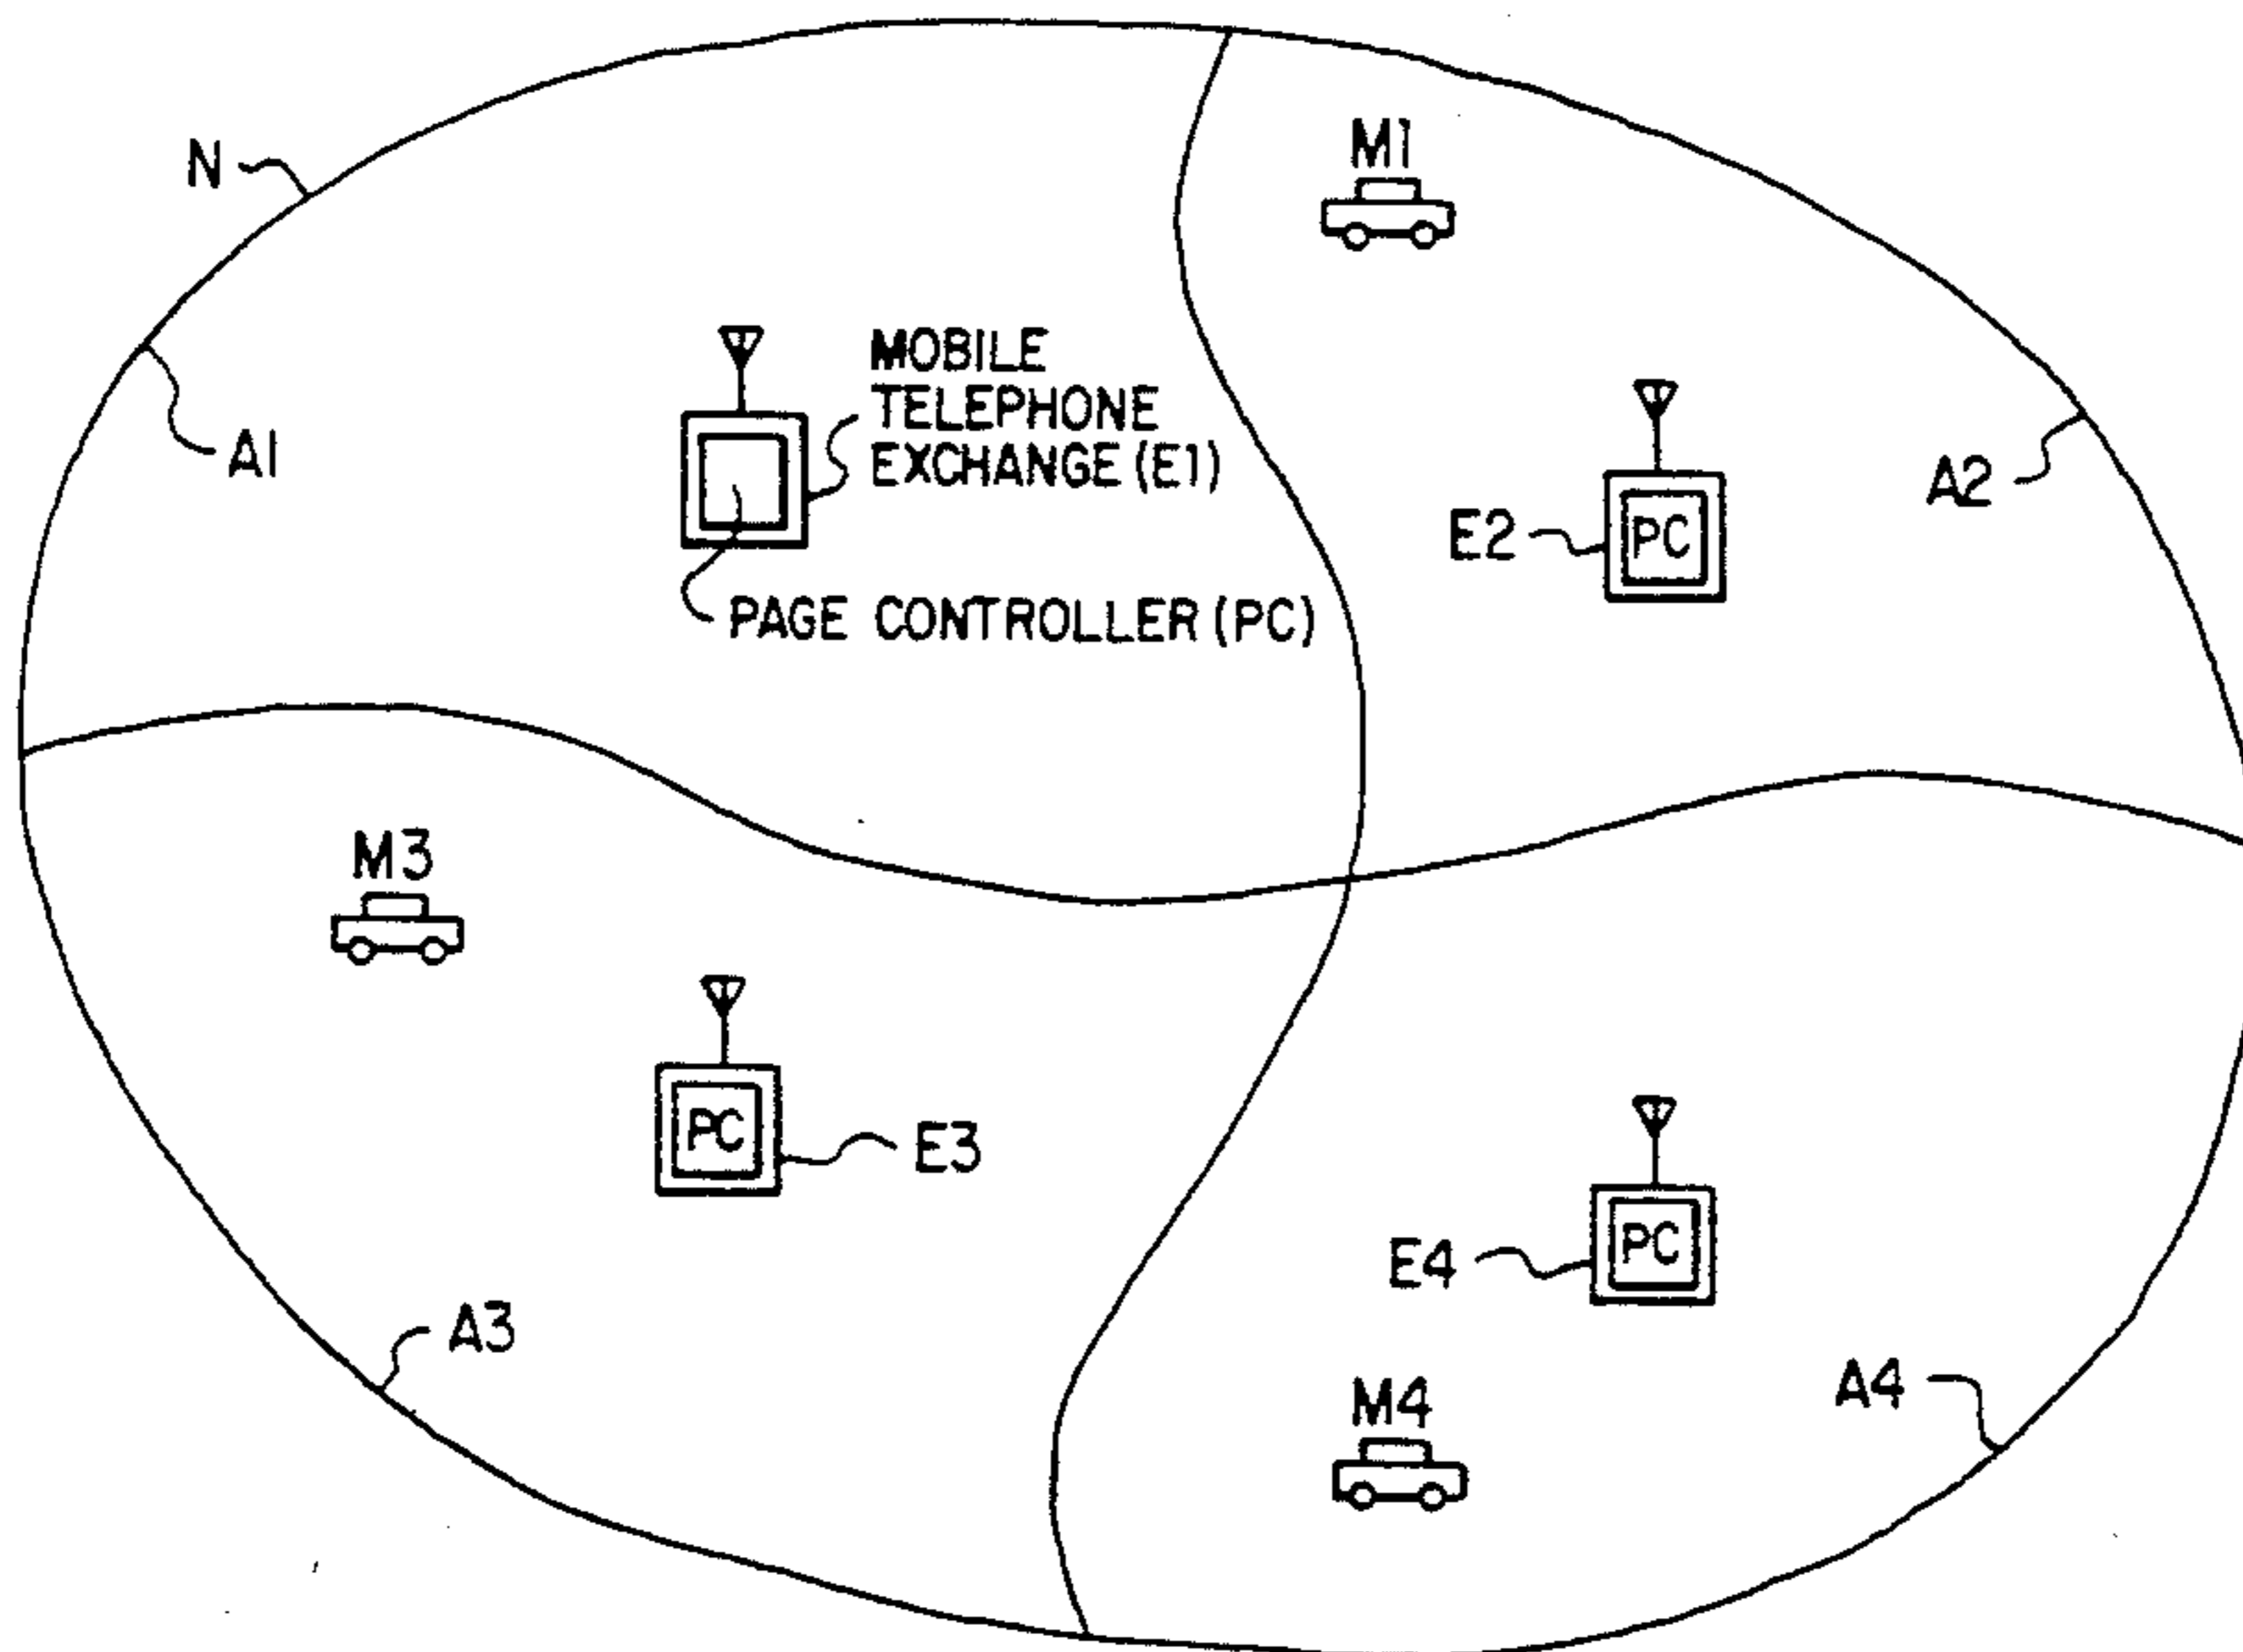 N
M1
MOBILE
TELEPHONE
EXCHANGE (E1)
A1
A2
E2
PC
PAGE CONTROLLER (PC)
M3
PC
E3
PC
E4
A3
M4
A4